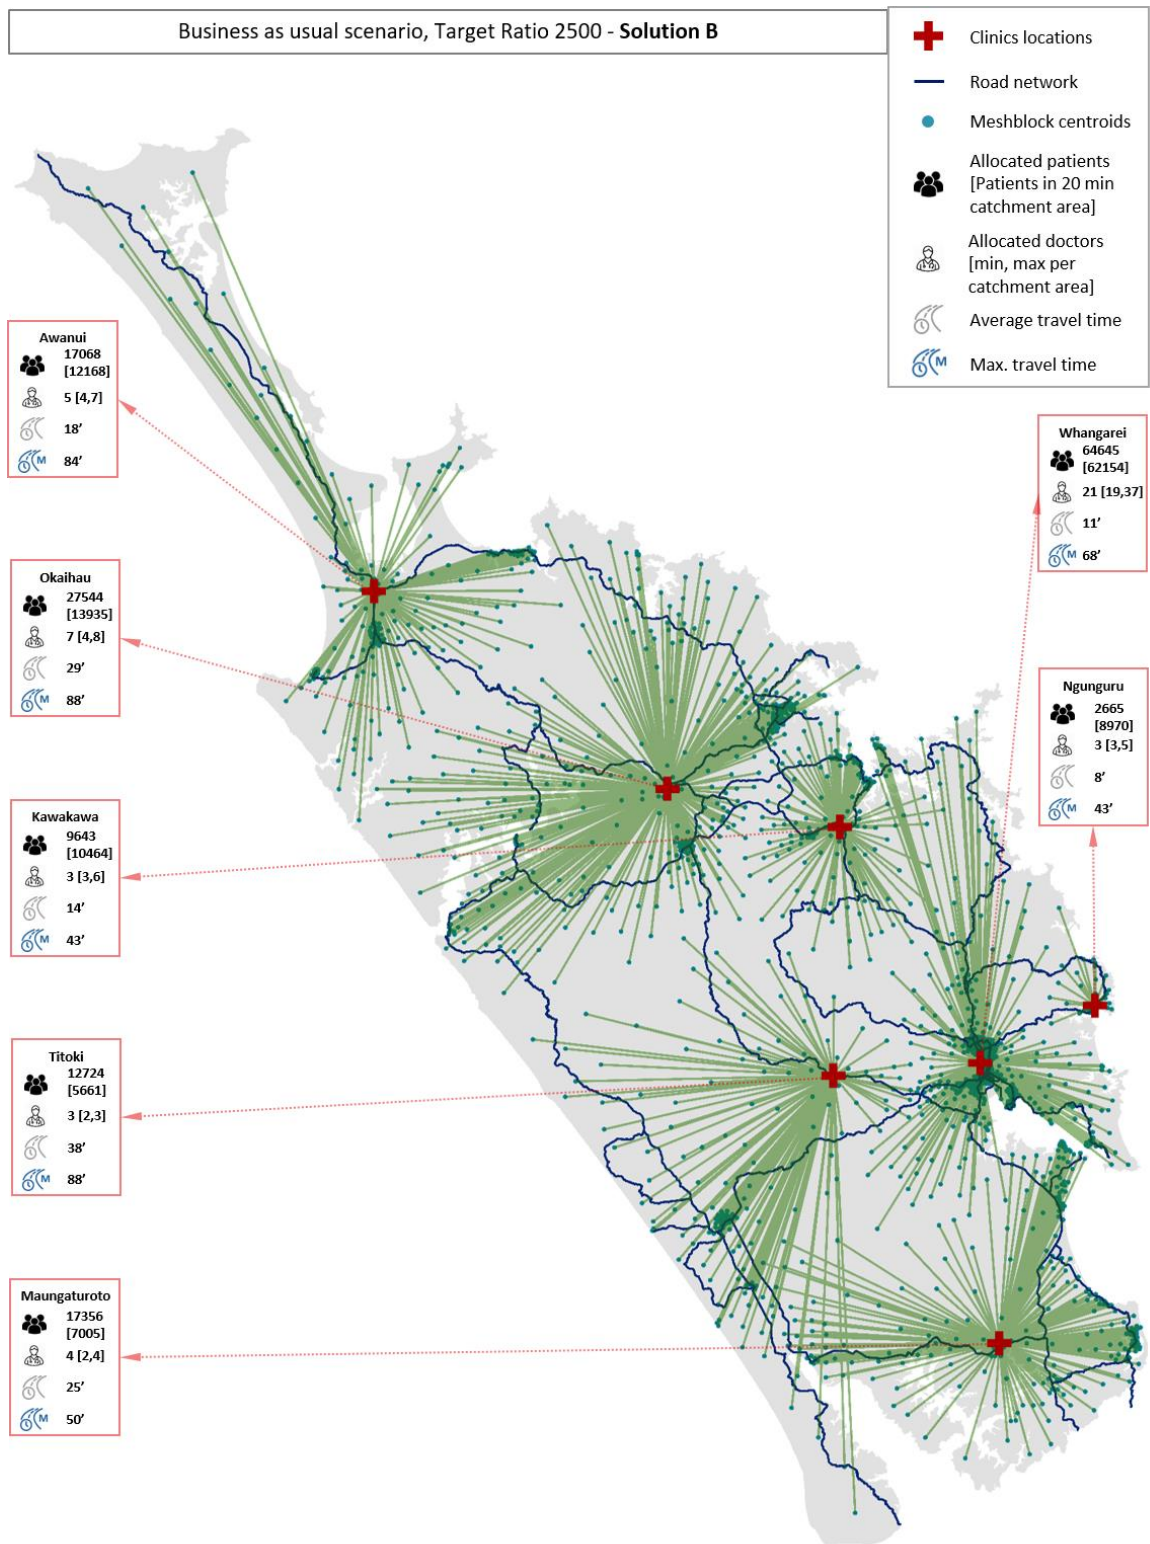 Business as usual scenario, Target Ratio 2500 - Solution B
Clinics locations
Road network
Meshblock centroids
Allocated patients
[Patients in 20 min
catchment area]
Allocated doctors
[min, max per
catchment area]
Average travel time
M
Max. travel time
Awanui
17068
[12168]
5 [4,7]
18’
M
84’
Whangarei
64645
[62154]
21 [19,37]
11’
M
68’
Okaihau
27544
[13935]
7 [4,8]
29’
M
88’
Ngunguru
2665
[8970]
3 [3,5]
8’
M
43’
Kawakawa
9643
[10464]
3 [3,6]
14’
M
43’
Titoki
12724
[5661]
3 [2,3]
38’
M
88’
Maungaturoto
17356
[7005]
4 [2,4]
25’
M
50’